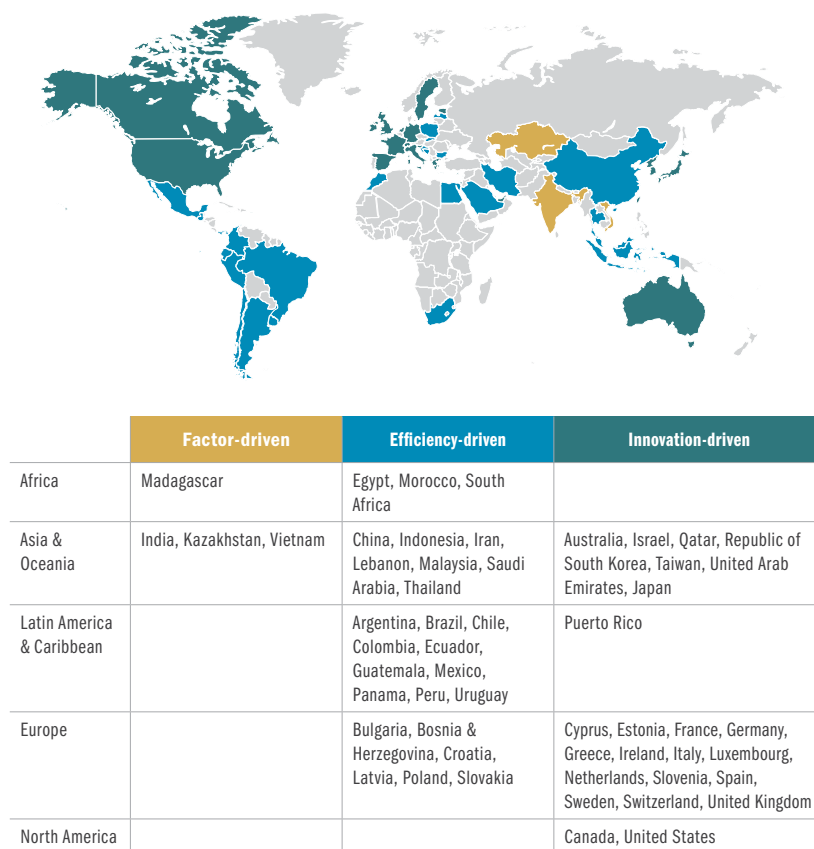 Factor-driven Efficiency-driven Innovation-driven
Africa Madagascar Egypt, Morocco, South
Africa
Asia & India, Kazakhstan, Vietnam China, Indonesia, Iran, Australia, Israel, Qatar, Republic of
Oceania Lebanon, Malaysia, Saudi South Korea, Taiwan, United Arab
Arabia, Thailand Emirates, Japan
Latin America Argentina, Brazil, Chile, Puerto Rico
& Caribbean Colombia, Ecuador,
Guatemala, Mexico,
Panama, Peru, Uruguay
Europe Bulgaria, Bosnia & Cyprus, Estonia, France, Germany,
Herzegovina, Croatia, Greece, Ireland, Italy, Luxembourg,
Latvia, Poland, Slovakia Netherlands, Slovenia, Spain,
Sweden, Switzerland, United Kingdom
North America Canada, United States